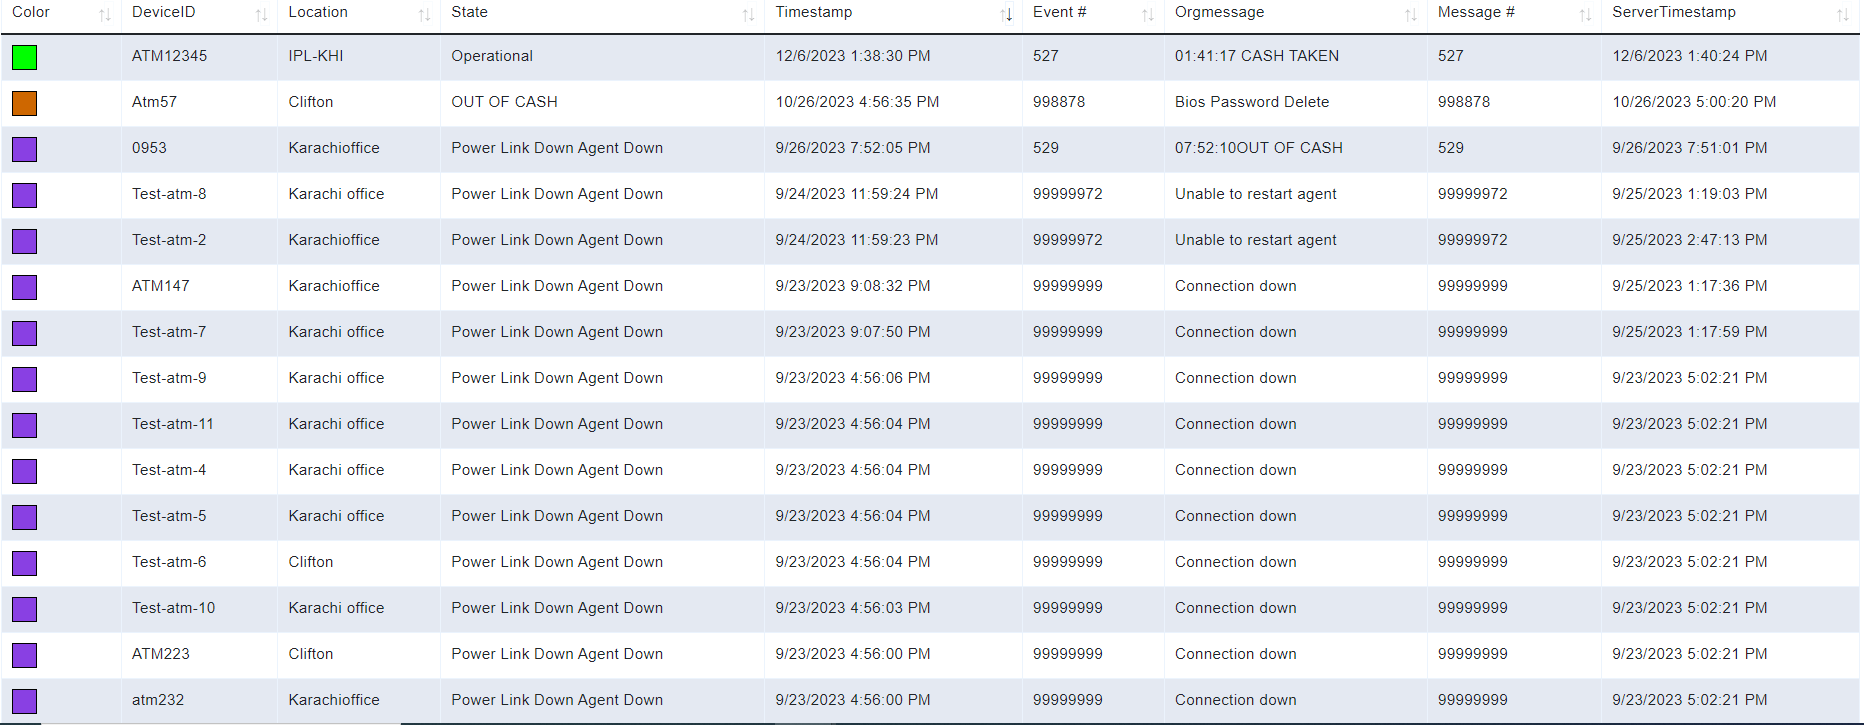 Color DeviceID Location State Timestamp Event # Orgmessage Message # ServerTimestamp
ATM12345 IPL-KHI Operational 12/6/2023 1:38:30 PM 527 01:41:17 CASH TAKEN 527 12/6/2023 1:40:24 PM
Atm57 Clifton OUT OF CASH 10/26/2023 4:56:35 PM 998878 Bios Password Delete 998878 10/26/2023 5:00:20 PM
0953 Karachioffice Power Link Down Agent Down 9/26/2023 7:52:05 PM 529 07:52:10OUT OF CASH 529 9/26/2023 7:51:01 PM
Test-atm-8 Karachi office Power Link Down Agent Down 9/24/2023 11:59:24 PM 99999972 Unable to restart agent 99999972 9/25/2023 1:19:03 PM
Test-atm-2 Karachioffice Power Link Down Agent Down 9/24/2023 11:59:23 PM 99999972 Unable to restart agent 99999972 9/25/2023 2:47:13 PM
ATM147 Karachioffice Power Link Down Agent Down 9/23/2023 9:08:32 PM 99999999 Connection down 99999999 9/25/2023 1:17:36 PM
Test-atm-7 Karachi office Power Link Down Agent Down 9/23/2023 9:07:50 PM 99999999 Connection down 99999999 9/25/2023 1:17:59 PM
Test-atm-9 Karachi office Power Link Down Agent Down 9/23/2023 4:56:06 PM 99999999 Connection down 99999999 9/23/2023 5:02:21 PM
Test-atm-11 Karachi office Power Link Down Agent Down 9/23/2023 4:56:04 PM 99999999 Connection down 99999999 9/23/2023 5:02:21 PM
Test-atm-4 Karachi office Power Link Down Agent Down 9/23/2023 4:56:04 PM 99999999 Connection down 99999999 9/23/2023 5:02:21 PM
Test-atm-5 Karachi office Power Link Down Agent Down 9/23/2023 4:56:04 PM 99999999 Connection down 99999999 9/23/2023 5:02:21 PM
Test-atm-6 Clifton Power Link Down Agent Down 9/23/2023 4:56:04 PM 99999999 Connection down 99999999 9/23/2023 5:02:21 PM
Test-atm-10 Karachi office Power Link Down Agent Down 9/23/2023 4:56:03 PM 99999999 Connection down 99999999 9/23/2023 5:02:21 PM
ATM223 Clifton Power Link Down Agent Down 9/23/2023 4:56:00 PM 99999999 Connection down 99999999 9/23/2023 5:02:21 PM
atm232 Karachioffice Power Link Down Agent Down 9/23/2023 4:56:00 PM 99999999 Connection down 99999999 9/23/2023 5:02:21 PM